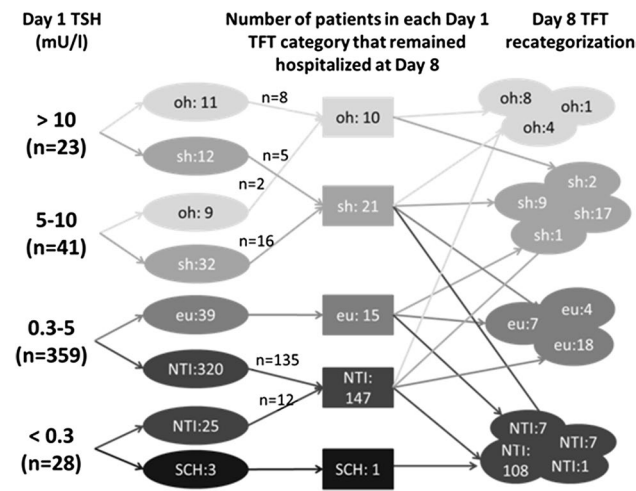 Day 1 TSH
(mU/l)
Number of patients in each Day 1
TFT category that remained
hospitalized at Day 8
Day 8 TFT
recategorization
> 10
(n=23)
5-10
(n=41)
0.3-5
(n=359)
< 0.3
(n=28)
oh: 11
sh:12
oh: 9
sh:32
eu:39
NTI:320
NTI:25
SCH:3
n=8
n=5
n=2
n=16
n=135
n=12
oh: 10
sh: 21
eu: 15
NTI:
147
SCH: 1
oh:8
oh:1
oh:4
sh:2
sh:9
sh:17
sh:1
eu:4
eu:7
eu:18
NTI:7
NTI:
108
NTI:7
NTI:1